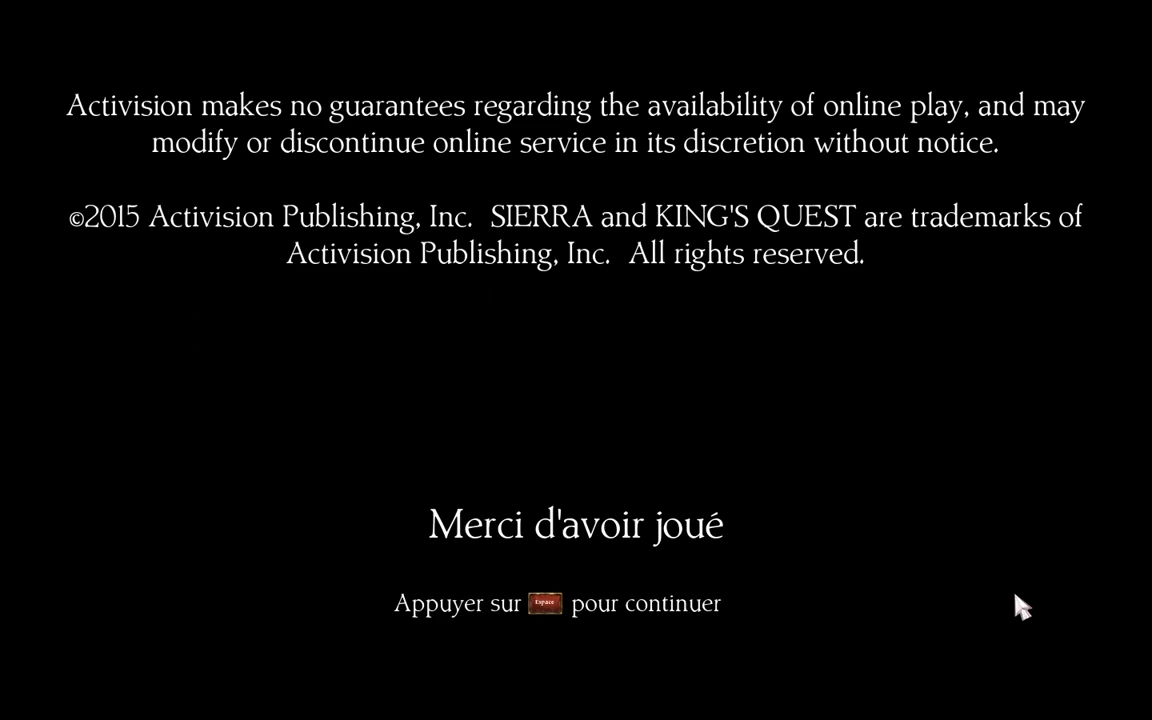 Activision makes no guarantees regarding the availability of online play, and may
modify or discontinue online service in its discretion without notice.
©2015 Activision Publishing, Inc.  SIERRA and KING'S QUEST are trademarks of
Activision Publishing, Inc.  All rights reserved.
Merci d'avoir joué
Appuyer sur Espace pour continuer